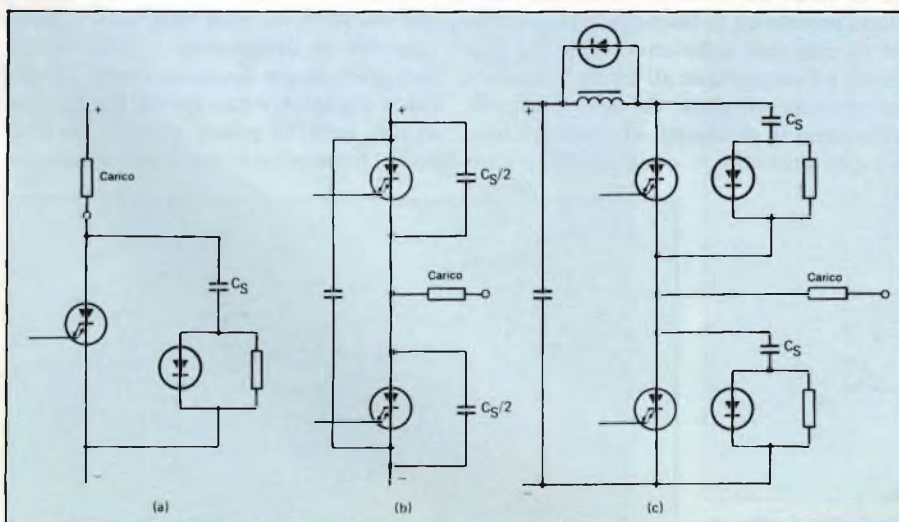 +
Carico
C_S
−
(a)
+
C_S/2
Carico
C_S/2
−
(b)
+
C_S
Carico
C_S
−
(c)